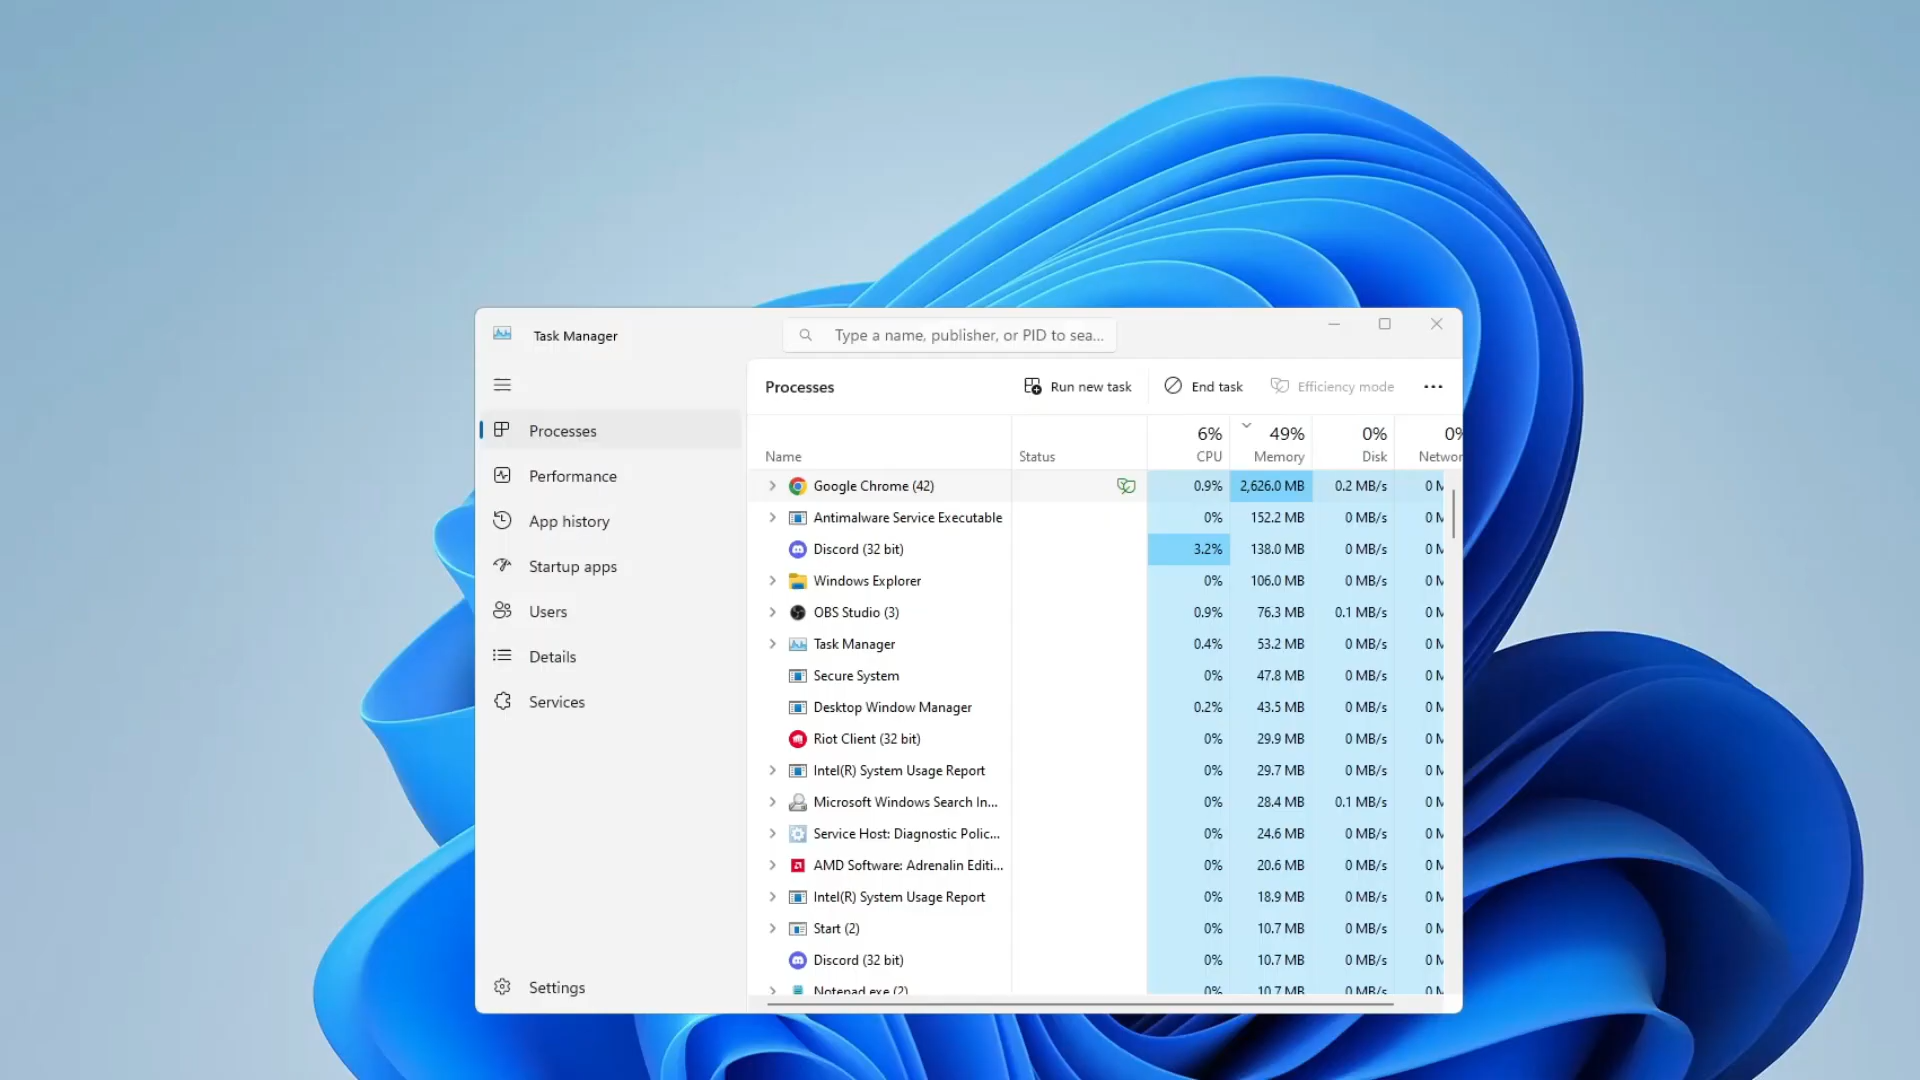 Task Manager
Type a name, publisher, or PID to sea...
Processes
Run new task
End task
Efficiency mode
Processes
Performance
App history
Startup apps
Users
Details
Services
Settings
6% 49% 0% 0%
Name Status CPU Memory Disk Networ
Google Chrome (42) 0.9% 2,626.0 MB 0.2 MB/s 0 M
Antimalware Service Executable 0% 152.2 MB 0 MB/s 0 M
Discord (32 bit) 3.2% 138.0 MB 0 MB/s 0 M
Windows Explorer 0% 106.0 MB 0 MB/s 0 M
OBS Studio (3) 0.9% 76.3 MB 0.1 MB/s 0 M
Task Manager 0.4% 53.2 MB 0 MB/s 0 M
Secure System 0% 47.8 MB 0 MB/s 0 M
Desktop Window Manager 0.2% 43.5 MB 0 MB/s 0 M
Riot Client (32 bit) 0% 29.9 MB 0 MB/s 0 M
Intel(R) System Usage Report 0% 29.7 MB 0 MB/s 0 M
Microsoft Windows Search In... 0% 28.4 MB 0.1 MB/s 0 M
Service Host: Diagnostic Polic... 0% 24.6 MB 0 MB/s 0 M
AMD Software: Adrenalin Editi... 0% 20.6 MB 0 MB/s 0 M
Intel(R) System Usage Report 0% 18.9 MB 0 MB/s 0 M
Start (2) 0% 10.7 MB 0 MB/s 0 M
Discord (32 bit) 0% 10.7 MB 0 MB/s 0 M
Notepad.exe (2) 0% 10.7 MB 0 MB/s 0 M